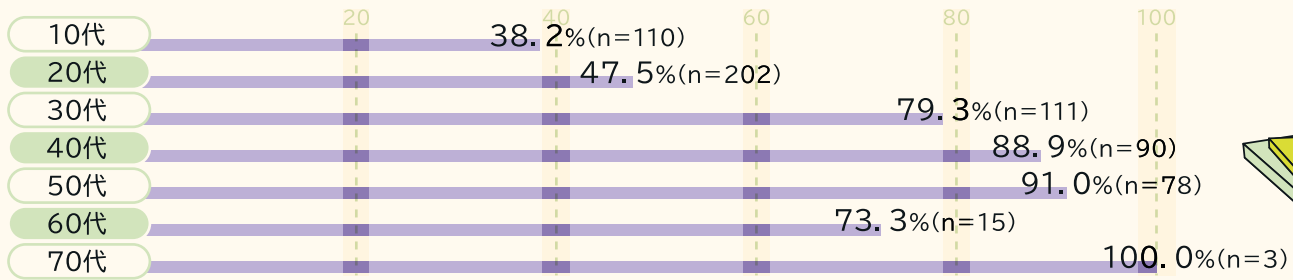 20 40 60 80 100
10代 38.2%(n=110)
20代 47.5%(n=202)
30代 79.3%(n=111)
40代 88.9%(n=90)
50代 91.0%(n=78)
60代 73.3%(n=15)
70代 100.0%(n=3)